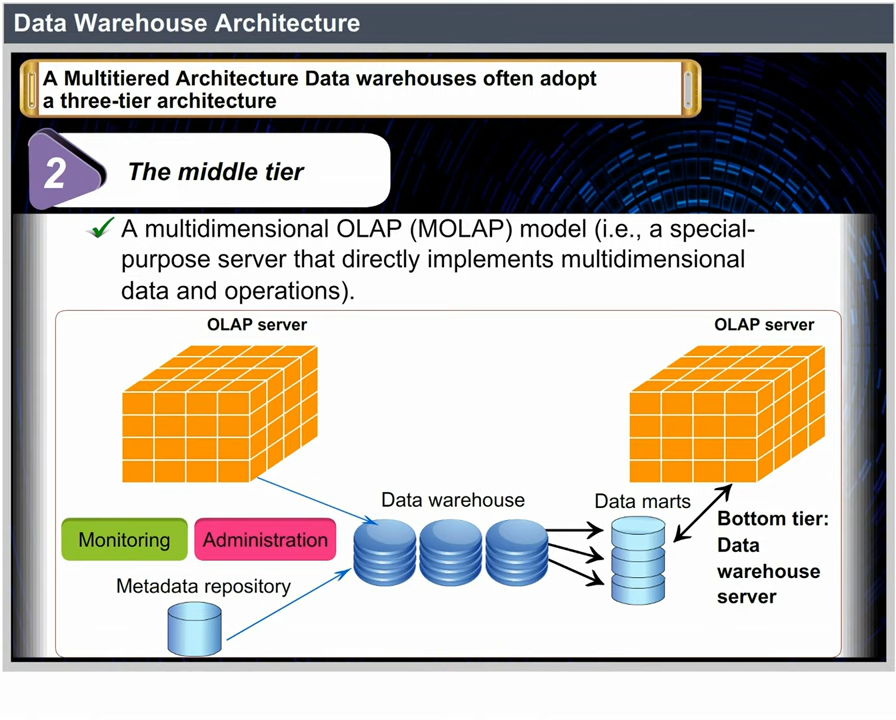 Data Warehouse Architecture
A Multitiered Architecture Data warehouses often adopt
a three-tier architecture
2
The middle tier
A multidimensional OLAP (MOLAP) model (i.e., a special-
purpose server that directly implements multidimensional
data and operations).
OLAP server
OLAP server
Data warehouse
Data marts
Monitoring
Administration
Bottom tier:
Data
warehouse
server
Metadata repository